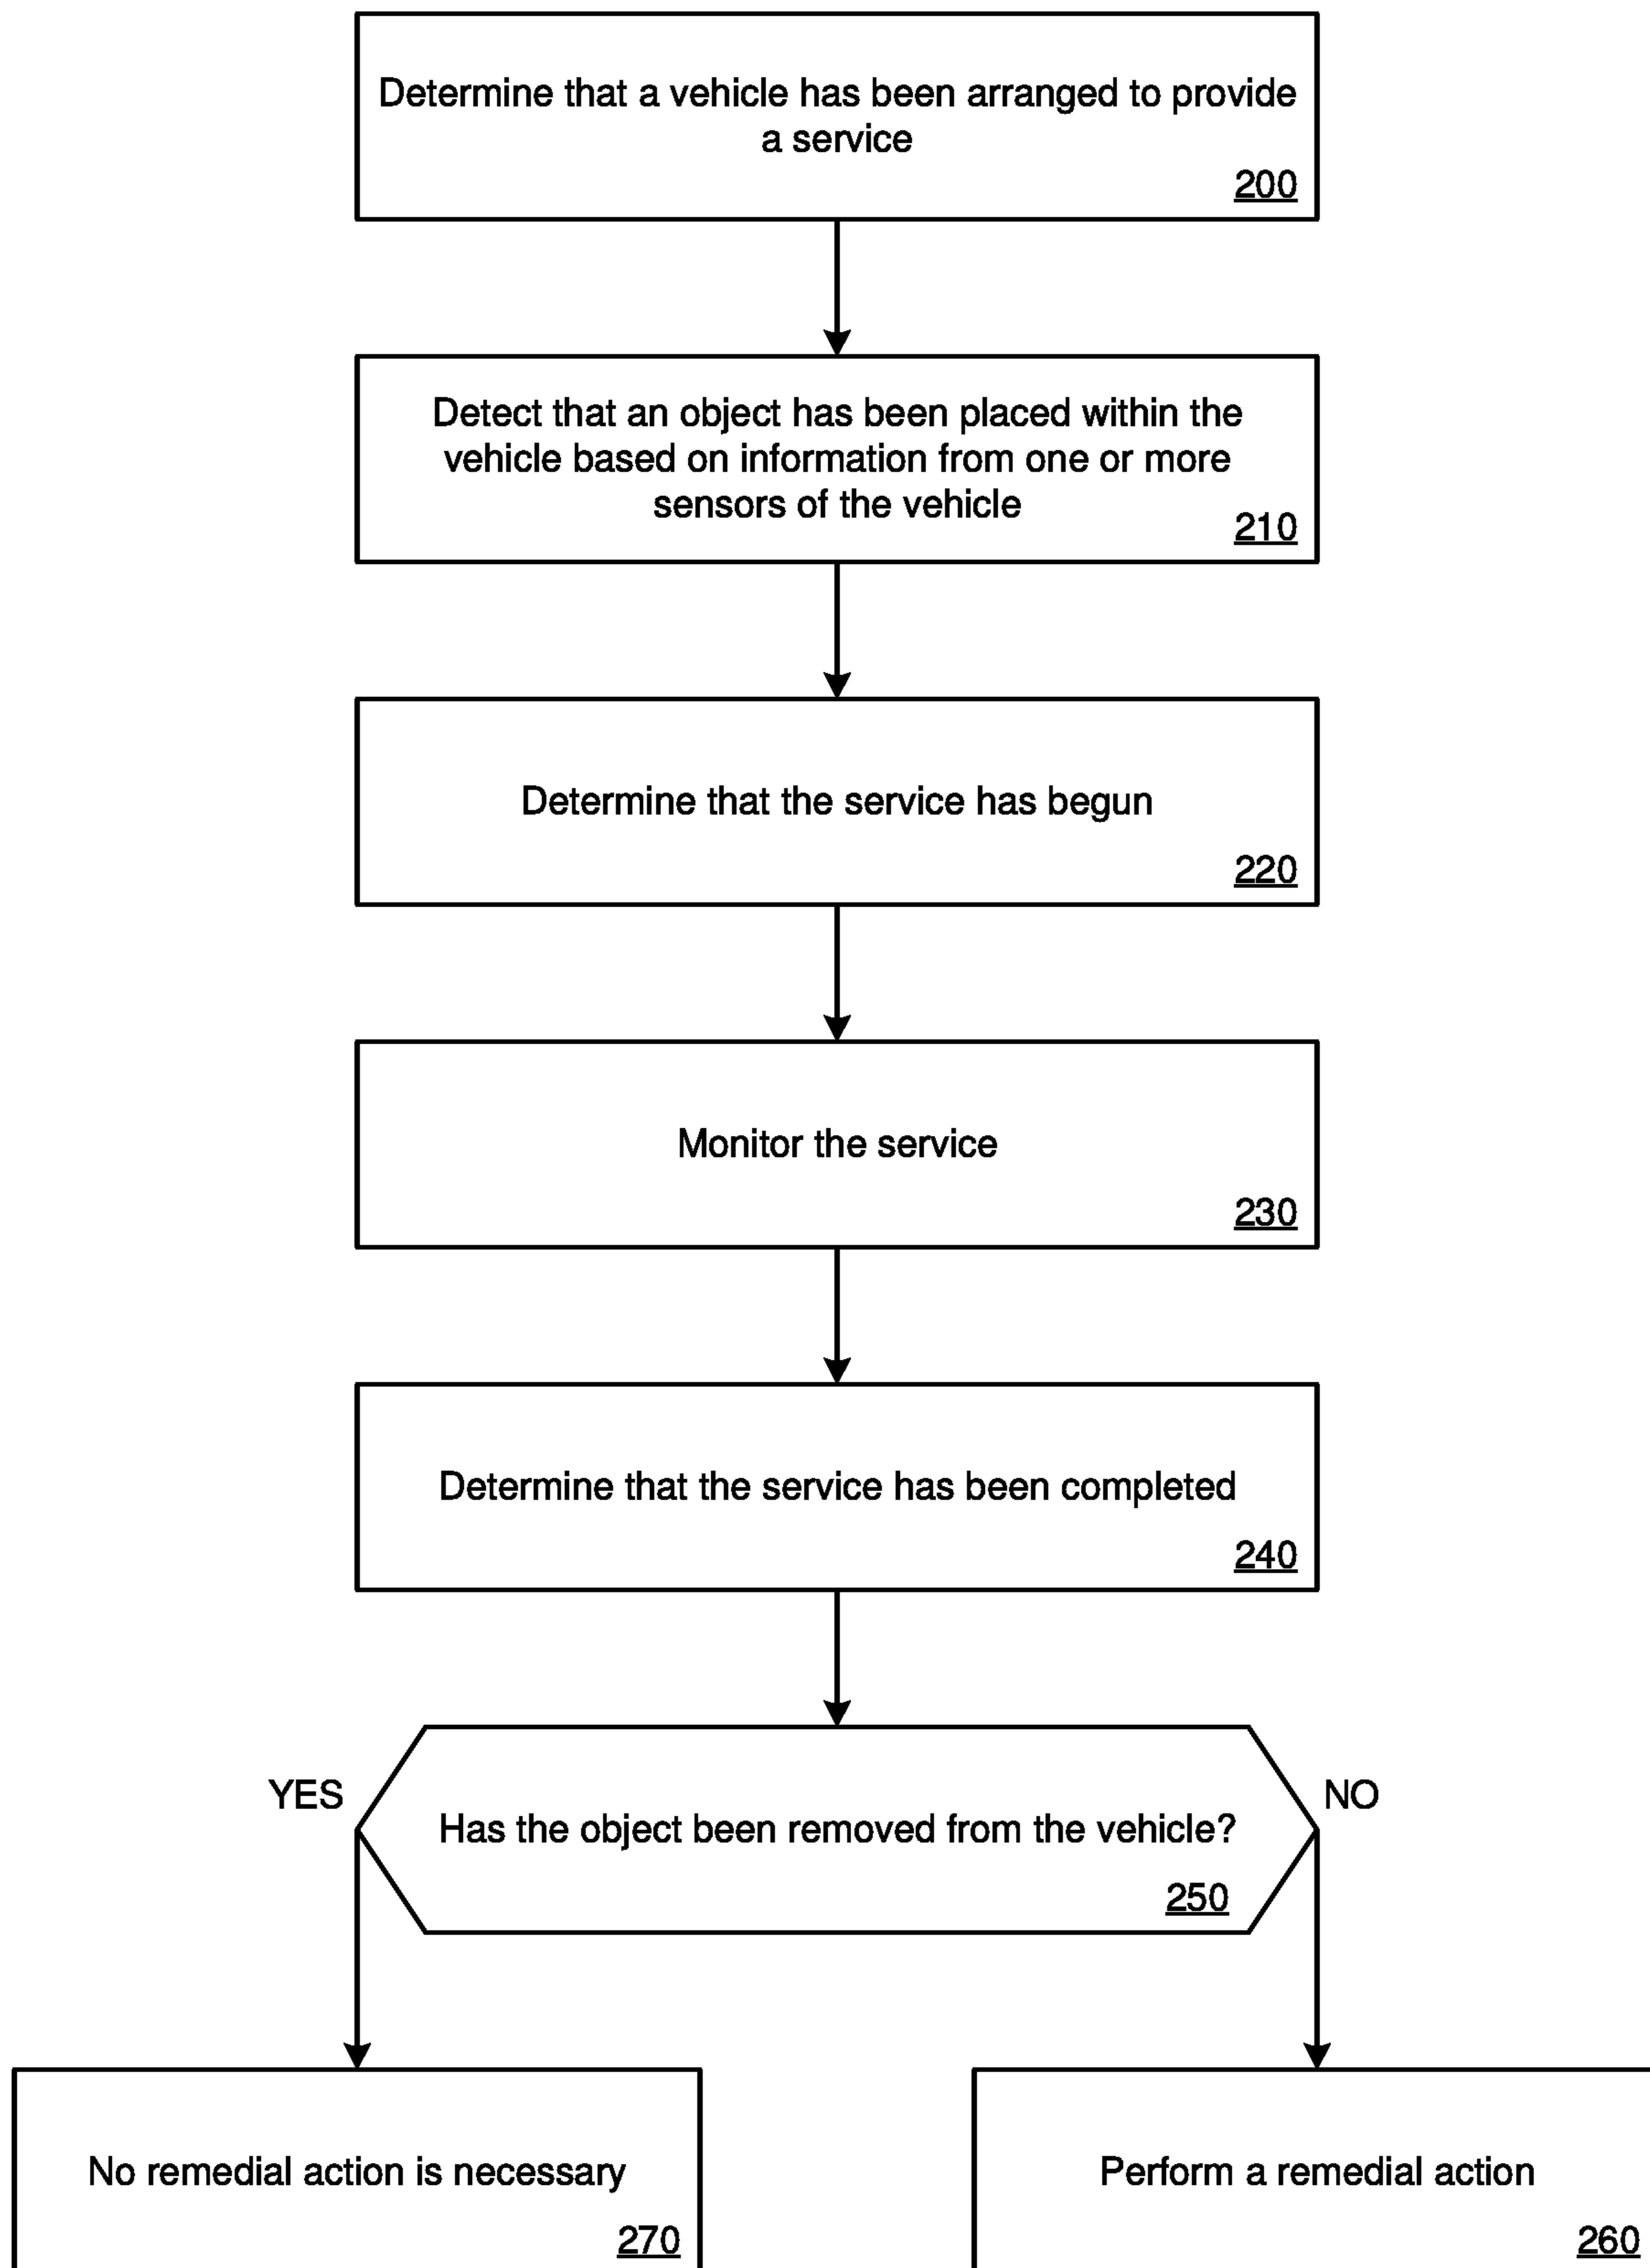 Determine that a vehicle has been arranged to provide
a service
200
Detect that an object has been placed within the
vehicle based on information from one or more
sensors of the vehicle
210
Determine that the service has begun
220
Monitor the service
230
Determine that the service has been completed
240
YES
NO
Has the object been removed from the vehicle?
250
No remedial action is necessary
270
Perform a remedial action
260